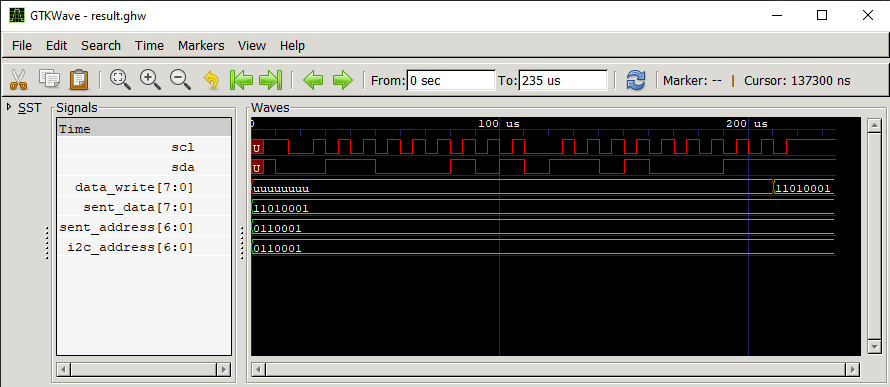 GTKWave - result.ghw
File Edit Search Time Markers View Help
From: 0 sec To: 235 us Marker: -- | Cursor: 137300 ns
SST Signals Waves
Time 0 100 us 200 us
scl U
sda U
data_write[7:0] uuuuuuuu 11010001
sent_data[7:0] 11010001
sent_address[6:0] 0110001
i2c_address[6:0] 0110001